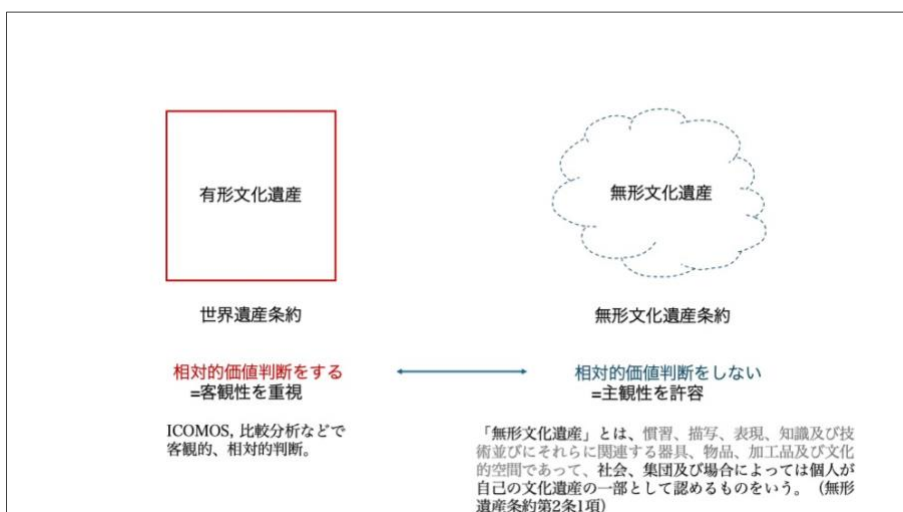 有形文化遺産
無形文化遺産
世界遺産条約
無形文化遺産条約
相対的価値判断をする
=客観性を重視
相対的価値判断をしない
=主観性を許容
ICOMOS, 比較分析などで
客観的、相対的判断。
「無形文化遺産」とは、慣習、描写、表現、知識及び技
術並びにそれらに関連する器具、物品、加工品及び文化
的空間であって、社会、集団及び場合によっては個人が
自己の文化遺産の一部として認めるものをいう。（無形
遺産条約第2条1項）